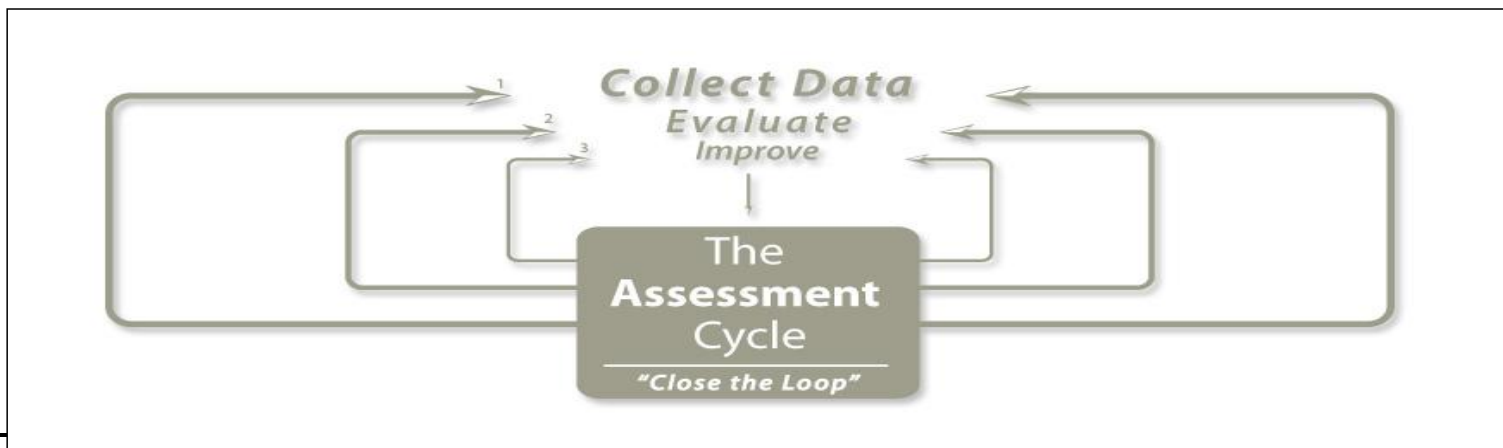 1
Collect Data
2
Evaluate
3
Improve
The
Assessment
Cycle
"Close the Loop"